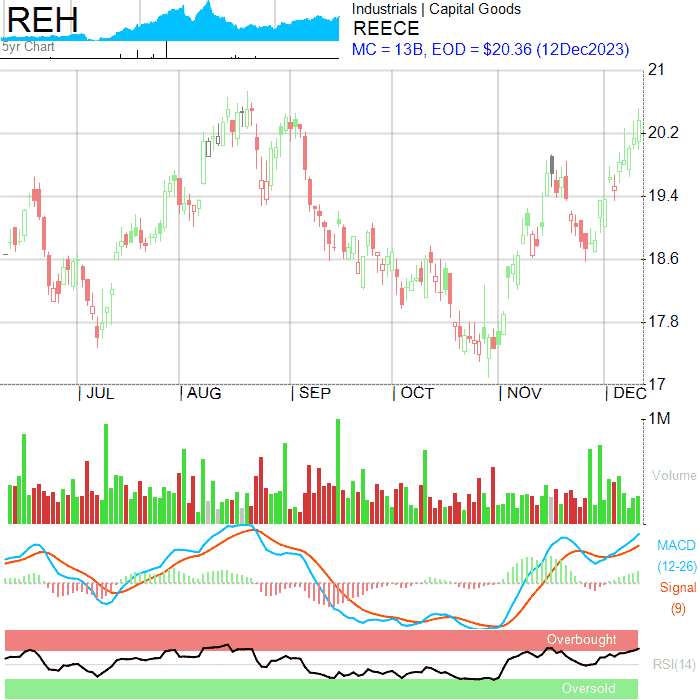 REH
5yr Chart
Industrials | Capital Goods
REECE
MC = 13B, EOD = $20.36 (12Dec2023)
21
20.2
19.4
18.6
17.8
17
| JUL | AUG | SEP | OCT | NOV | DEC
1M
Volume
MACD
(12-26)
Signal
(9)
Overbought
RSI(14)
Oversold